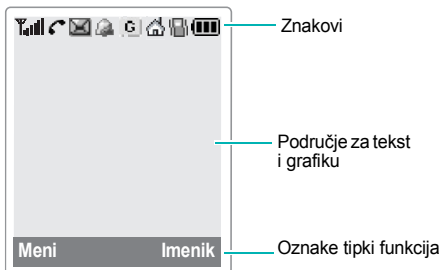 G
Znakovi
Područje za tekst
i grafiku
Meni Imenik
Oznake tipki funkcija